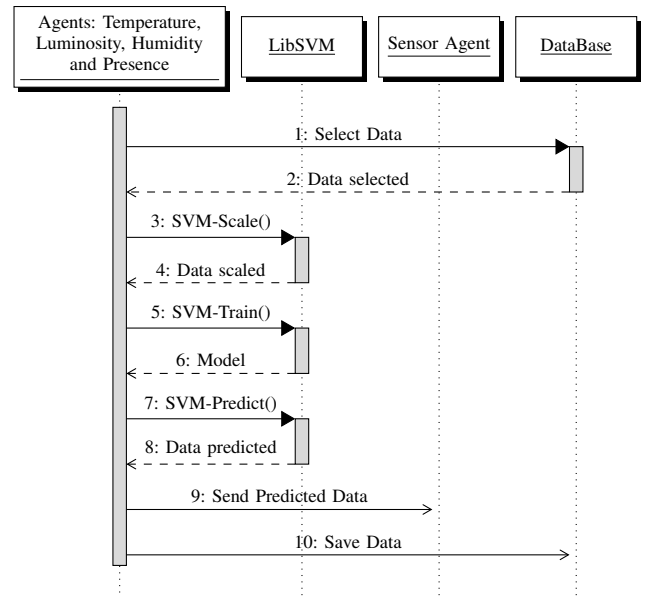 Agents: Temperature,
Luminosity, Humidity
and Presence
LibSVM
Sensor Agent
DataBase
1: Select Data
2: Data selected
3: SVM-Scale()
4: Data scaled
5: SVM-Train()
6: Model
7: SVM-Predict()
8: Data predicted
9: Send Predicted Data
10: Save Data